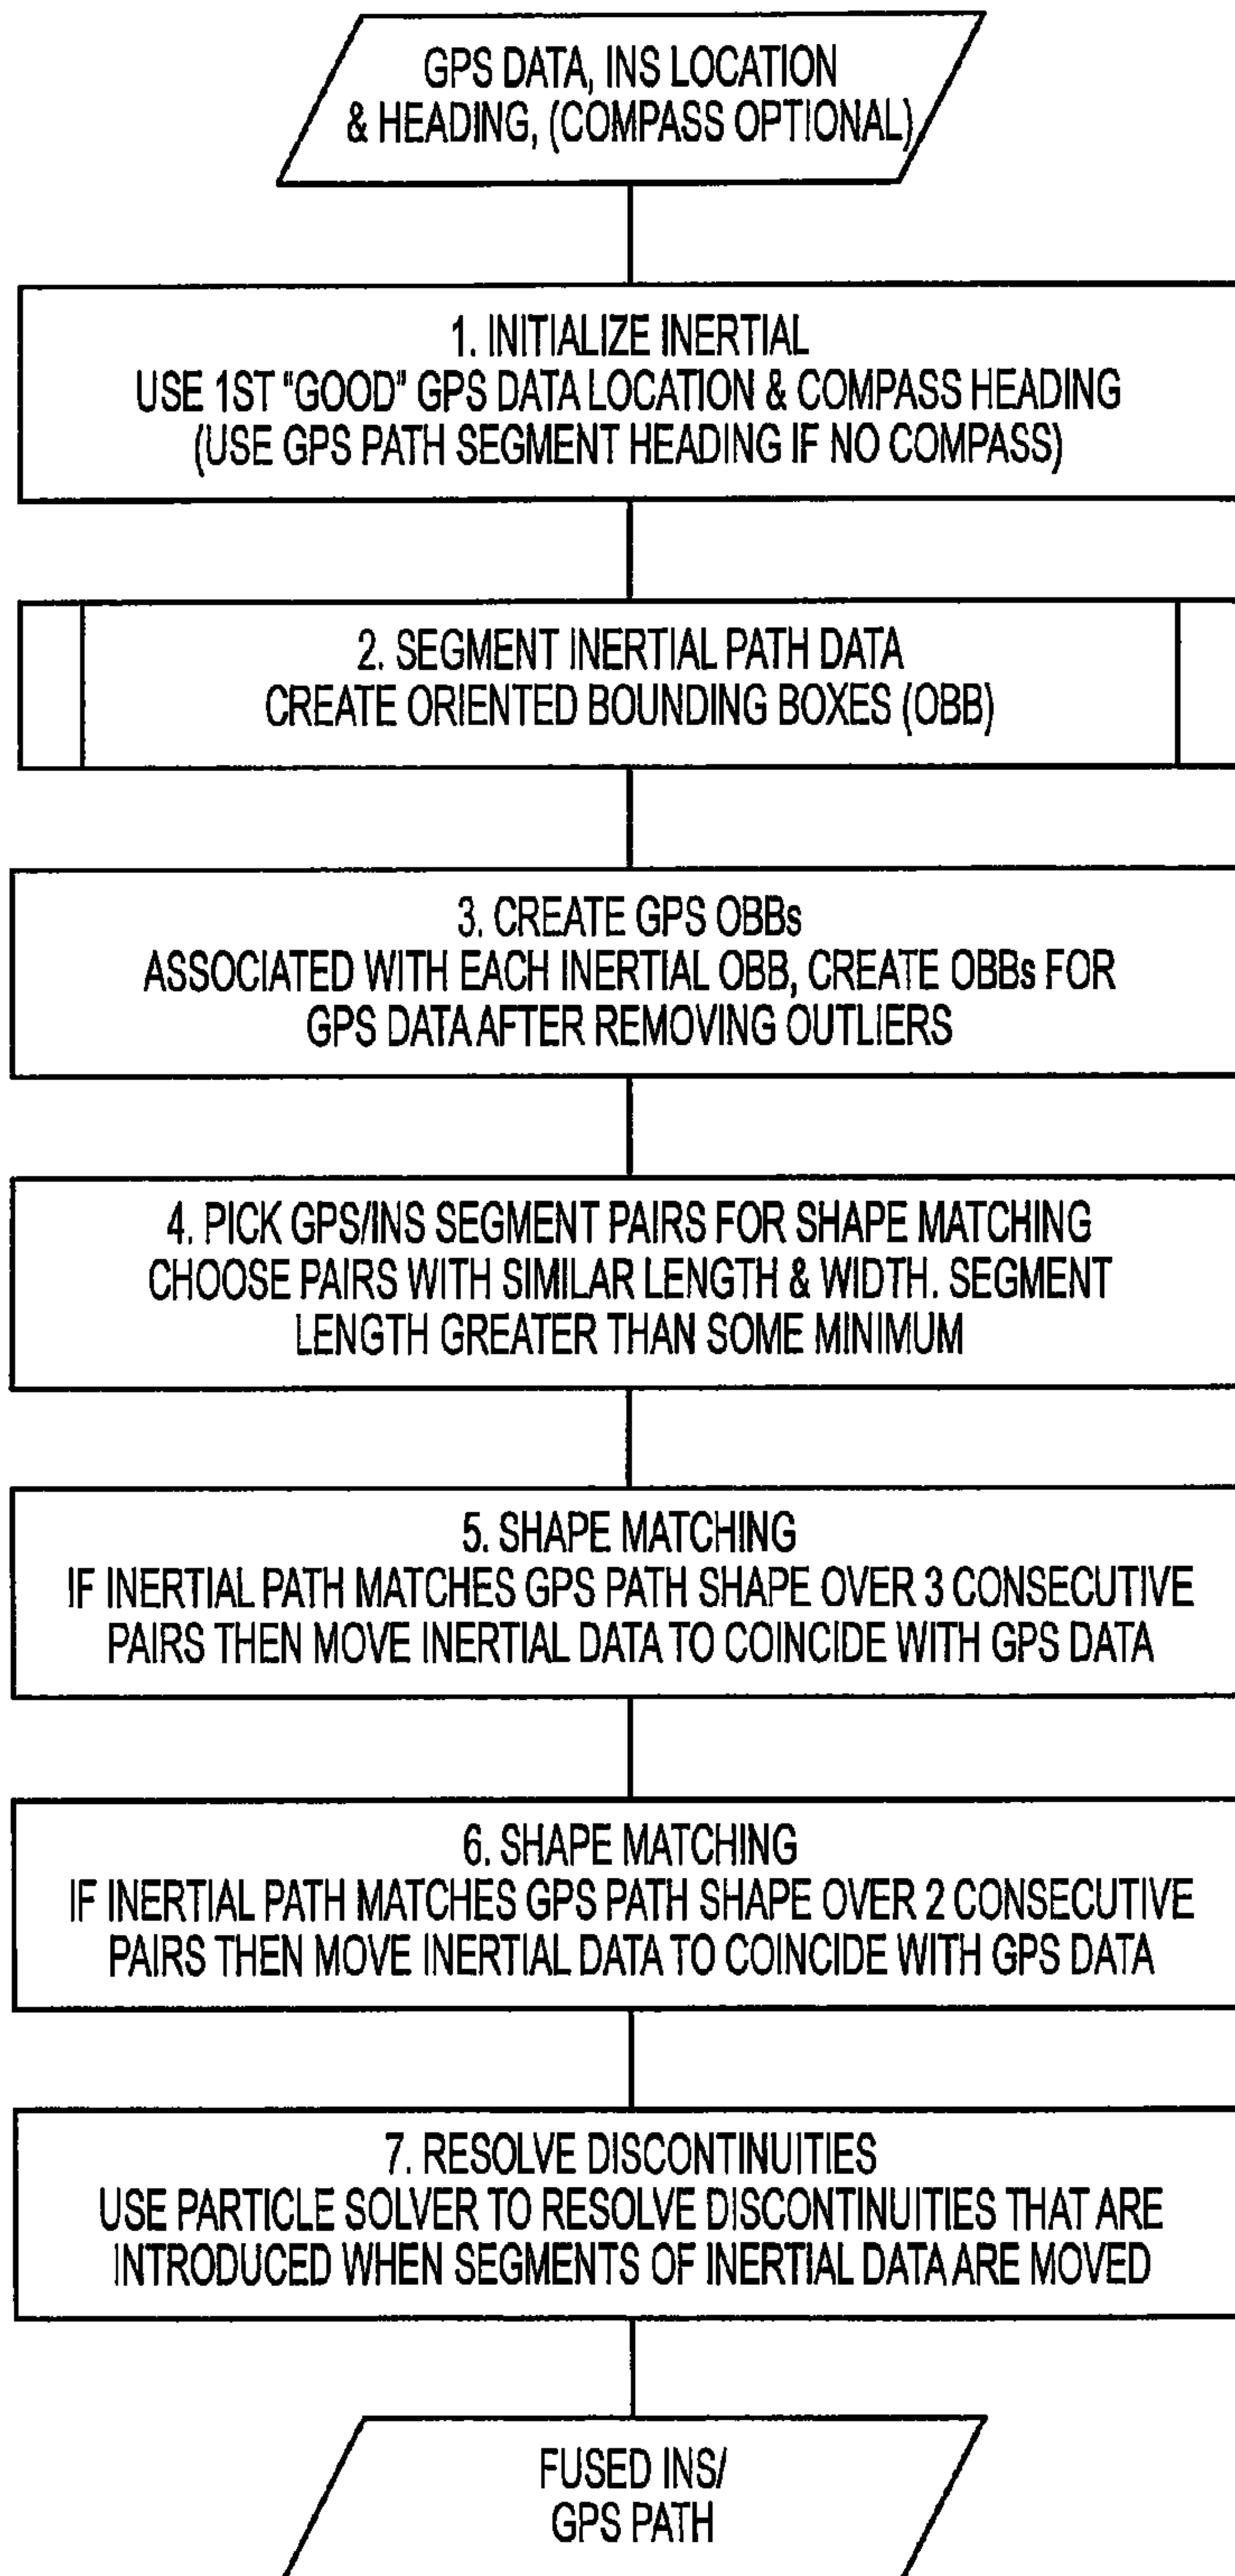 GPS DATA, INS LOCATION
& HEADING, (COMPASS OPTIONAL)
1. INITIALIZE INERTIAL
USE 1ST "GOOD" GPS DATA LOCATION & COMPASS HEADING
(USE GPS PATH SEGMENT HEADING IF NO COMPASS)
2. SEGMENT INERTIAL PATH DATA
CREATE ORIENTED BOUNDING BOXES (OBB)
3. CREATE GPS OBBs
ASSOCIATED WITH EACH INERTIAL OBB, CREATE OBBs FOR
GPS DATA AFTER REMOVING OUTLIERS
4. PICK GPS/INS SEGMENT PAIRS FOR SHAPE MATCHING
CHOOSE PAIRS WITH SIMILAR LENGTH & WIDTH. SEGMENT
LENGTH GREATER THAN SOME MINIMUM
5. SHAPE MATCHING
IF INERTIAL PATH MATCHES GPS PATH SHAPE OVER 3 CONSECUTIVE
PAIRS THEN MOVE INERTIAL DATA TO COINCIDE WITH GPS DATA
6. SHAPE MATCHING
IF INERTIAL PATH MATCHES GPS PATH SHAPE OVER 2 CONSECUTIVE
PAIRS THEN MOVE INERTIAL DATA TO COINCIDE WITH GPS DATA
7. RESOLVE DISCONTINUITIES
USE PARTICLE SOLVER TO RESOLVE DISCONTINUITIES THAT ARE
INTRODUCED WHEN SEGMENTS OF INERTIAL DATA ARE MOVED
FUSED INS/
GPS PATH